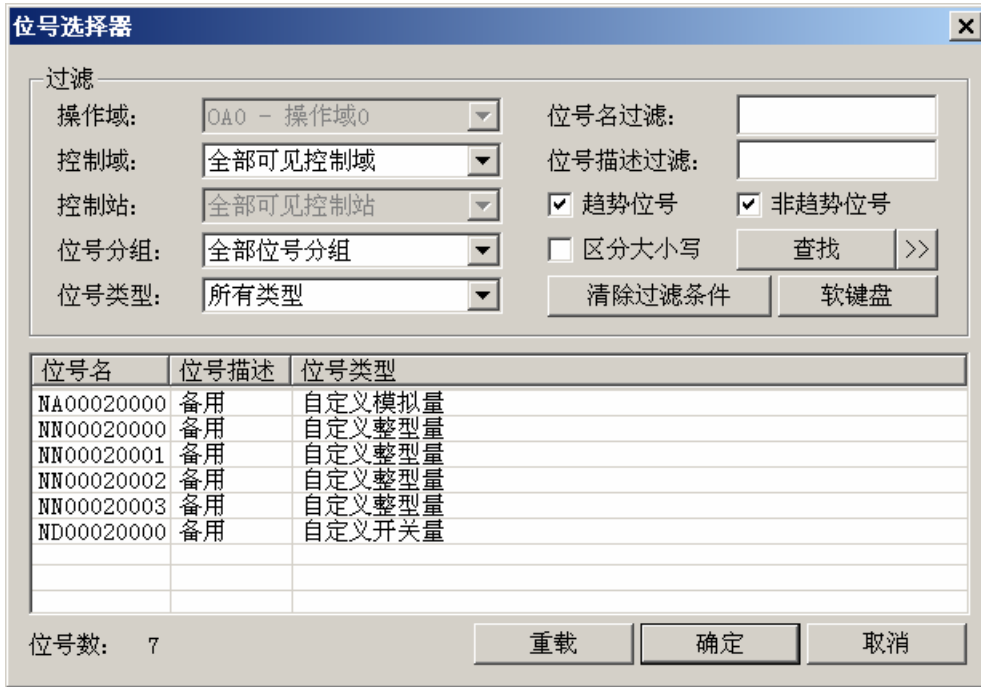 位号选择器
过滤
操作域: OA0 - 操作域0 位号名过滤:
控制域: 全部可见控制域 位号描述过滤:
控制站: 全部可见控制站 趋势位号 非趋势位号
位号分组: 全部位号分组 区分大小写 查找 >>
位号类型: 所有类型 清除过滤条件 软键盘
位号名 位号描述 位号类型
NA00020000 备用 自定义模拟量
NN00020000 备用 自定义整型量
NN00020001 备用 自定义整型量
NN00020002 备用 自定义整型量
NN00020003 备用 自定义整型量
ND00020000 备用 自定义开关量
位号数: 7 重载 确定 取消